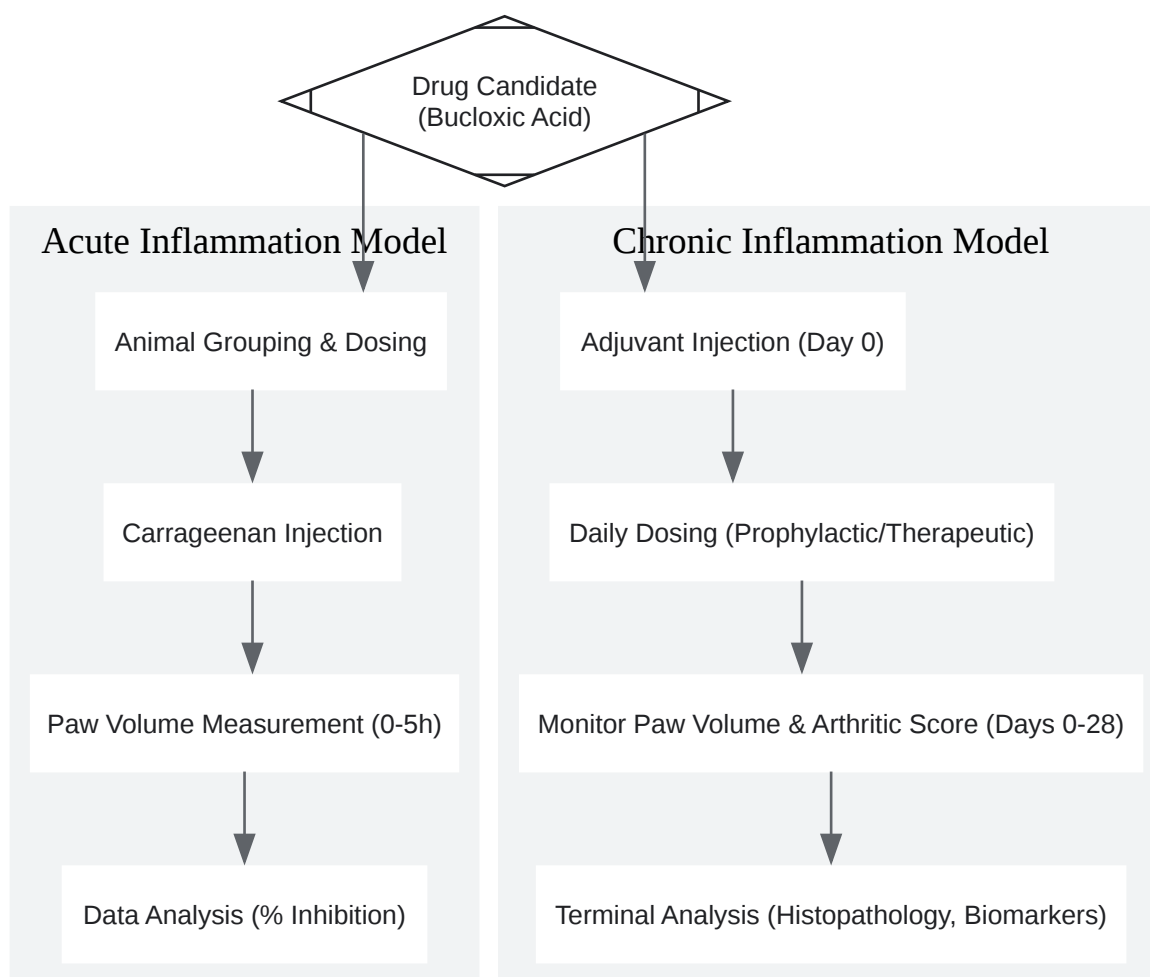 Drug Candidate
(Bucloxic Acid)
Acute Inflammation Model
Animal Grouping & Dosing
Carrageenan Injection
Paw Volume Measurement (0-5h)
Data Analysis (% Inhibition)
Chronic Inflammation Model
Adjuvant Injection (Day 0)
Daily Dosing (Prophylactic/Therapeutic)
Monitor Paw Volume & Arthritic Score (Days 0-28)
Terminal Analysis (Histopathology, Biomarkers)